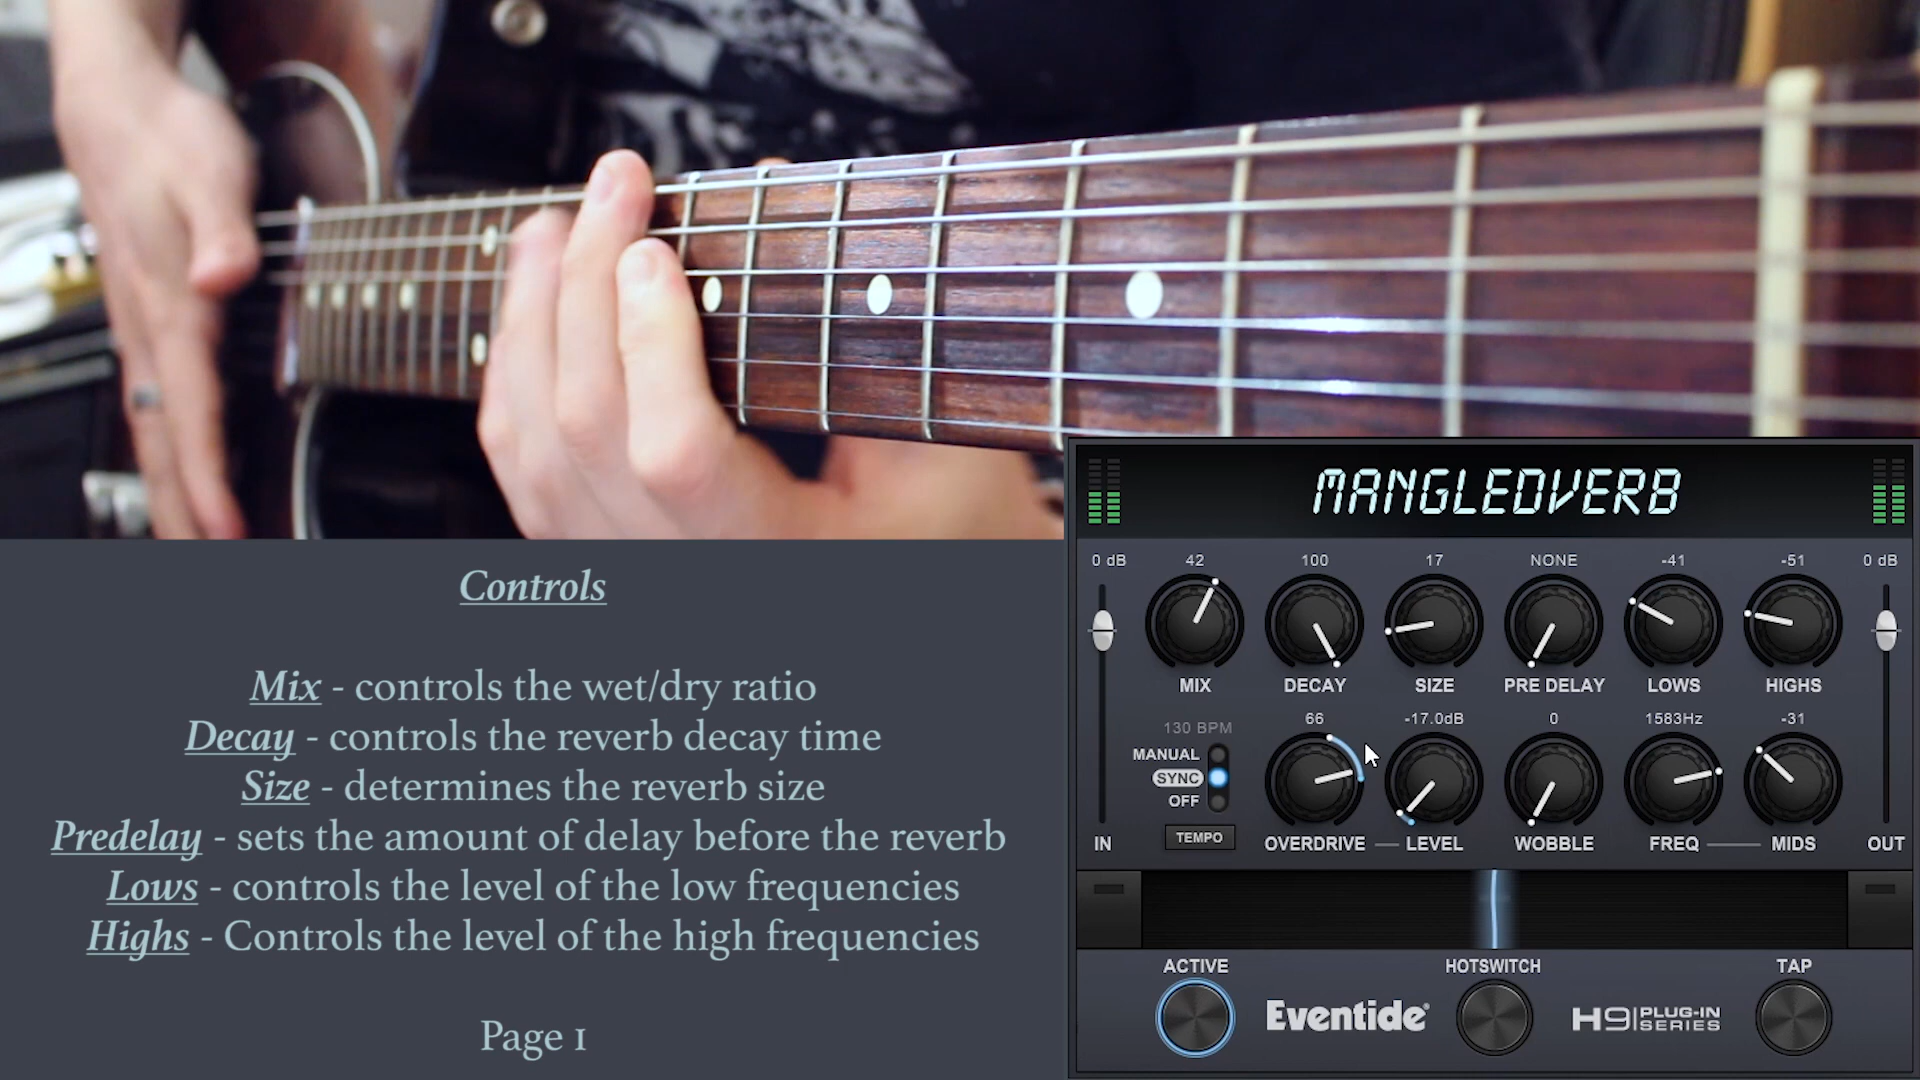 Controls
Mix - controls the wet/dry ratio
Decay - controls the reverb decay time
Size - determines the reverb size
Predelay - sets the amount of delay before the reverb
Lows - controls the level of the low frequencies
Highs - Controls the level of the high frequencies
Page 1
MANGLEDVERB
0 dB 42 100 17 NONE -41 -51 0 dB
MIX DECAY SIZE PRE DELAY LOWS HIGHS
130 BPM 66 -17.0dB 0 1583Hz -31
MANUAL
SYNC
OFF
TEMPO
IN OVERDRIVE LEVEL WOBBLE FREQ MIDS OUT
ACTIVE HOTSWITCH TAP
Eventide® H9 PLUG-IN
SERIES